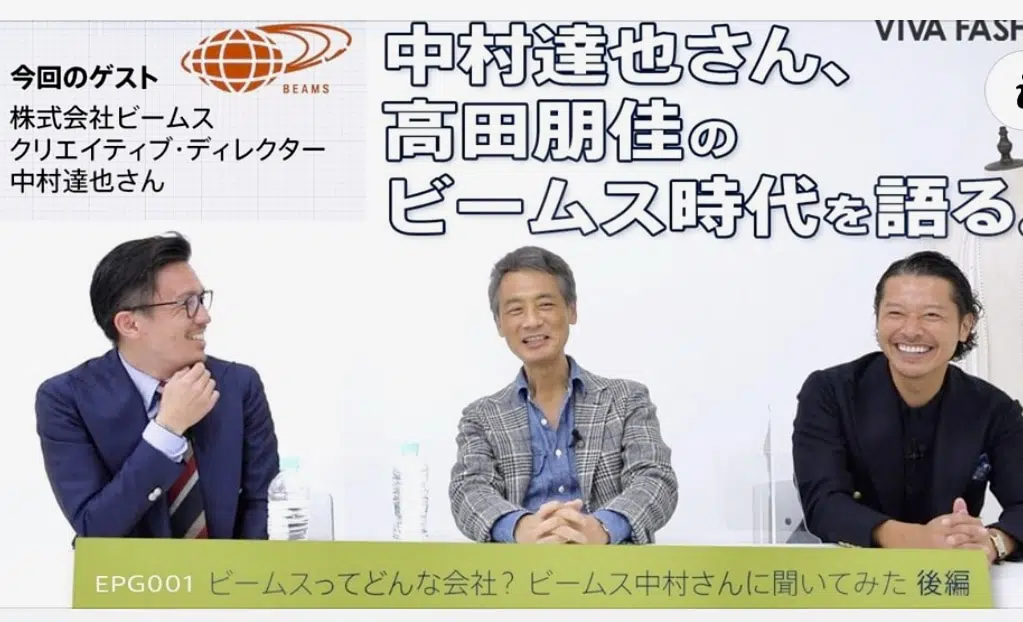 今回のゲスト
BEAMS
株式会社ビームス
クリエイティブ・ディレクター
中村達也さん
中村達也さん、
高田朋佳の
ビームス時代を語る。
VIVA FASH
EPG001 ビームスってどんな会社？ ビームス中村さんに聞いてみた 後編